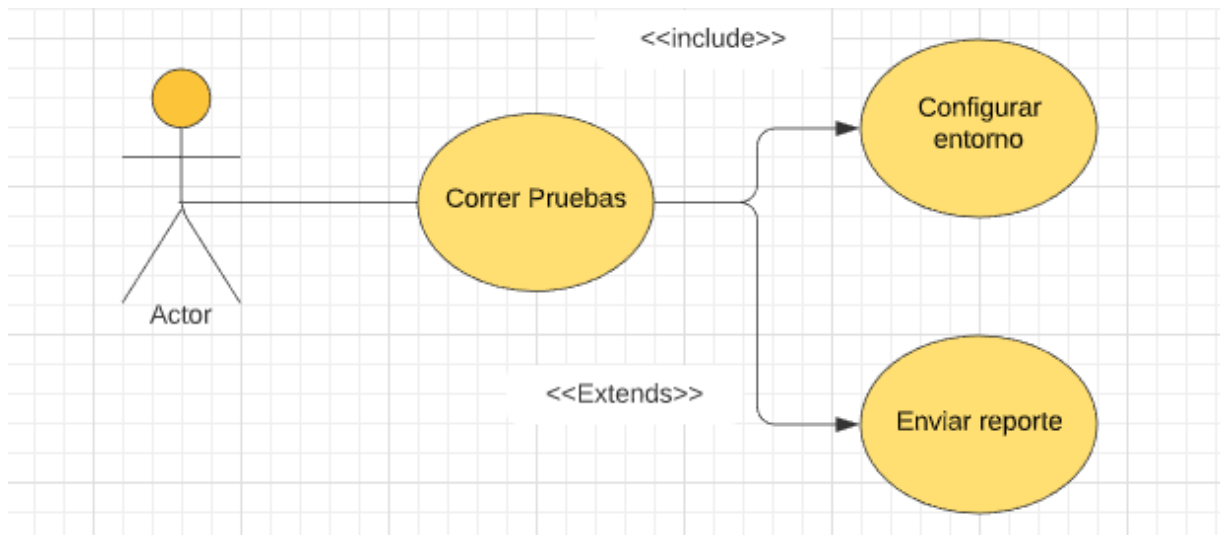 <<include>>
Configurar
entorno
Correr Pruebas
Actor
<<Extends>>
Enviar reporte